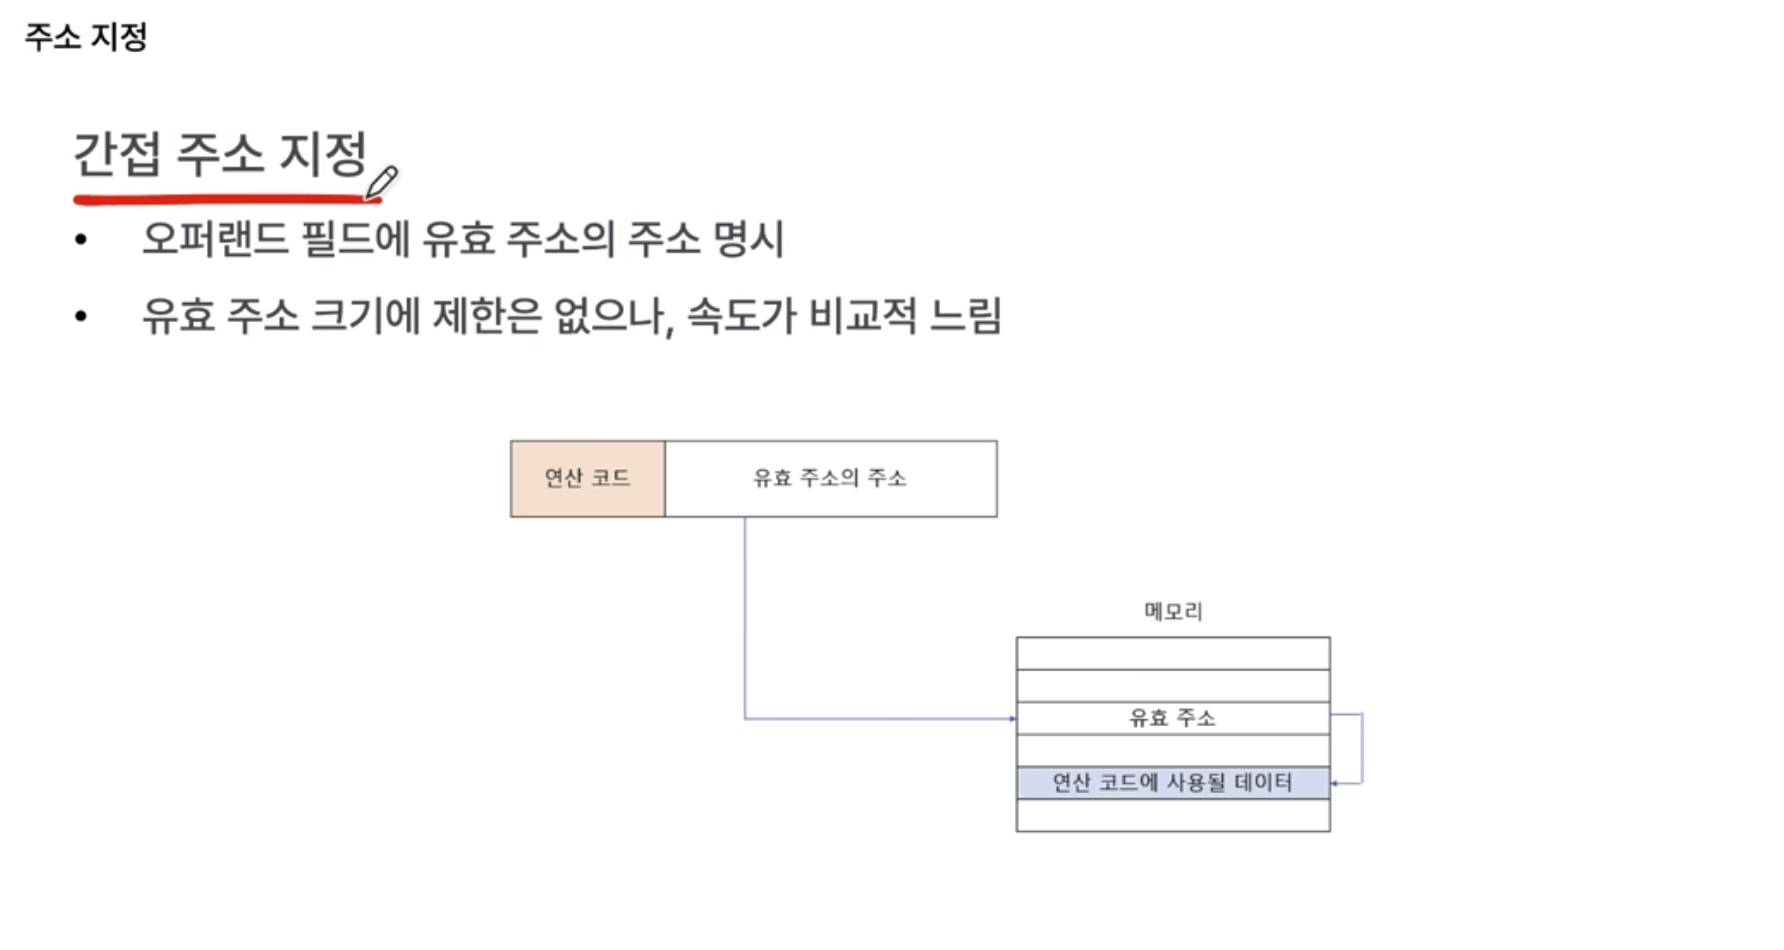 주소 지정
간접 주소 지정
• 오퍼랜드 필드에 유효 주소의 주소 명시
• 유효 주소 크기에 제한은 없으나, 속도가 비교적 느림
연산 코드
유효 주소의 주소
메모리
유효 주소
연산 코드에 사용될 데이터